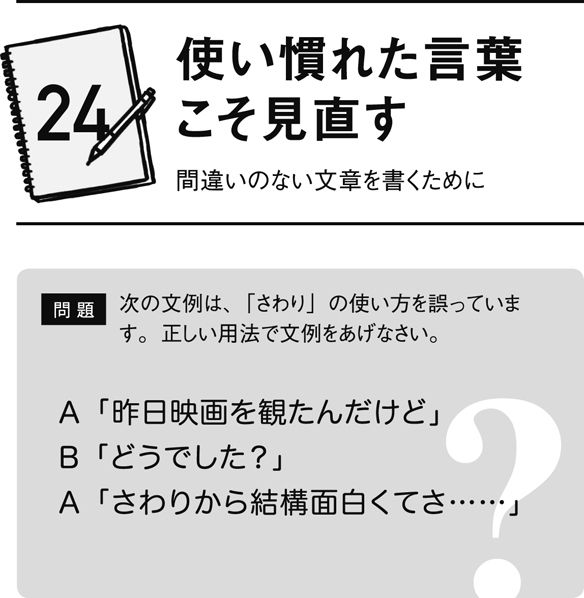 24
使い慣れた言葉
こそ見直す
間違いのない文章を書くために
問題
次の文例は、「さわり」の使い方を誤っていま
す。正しい用法で文例をあげなさい。
A「昨日映画を観たんだけど」
B「どうでした？」
A「さわりから結構面白くてさ……」
?